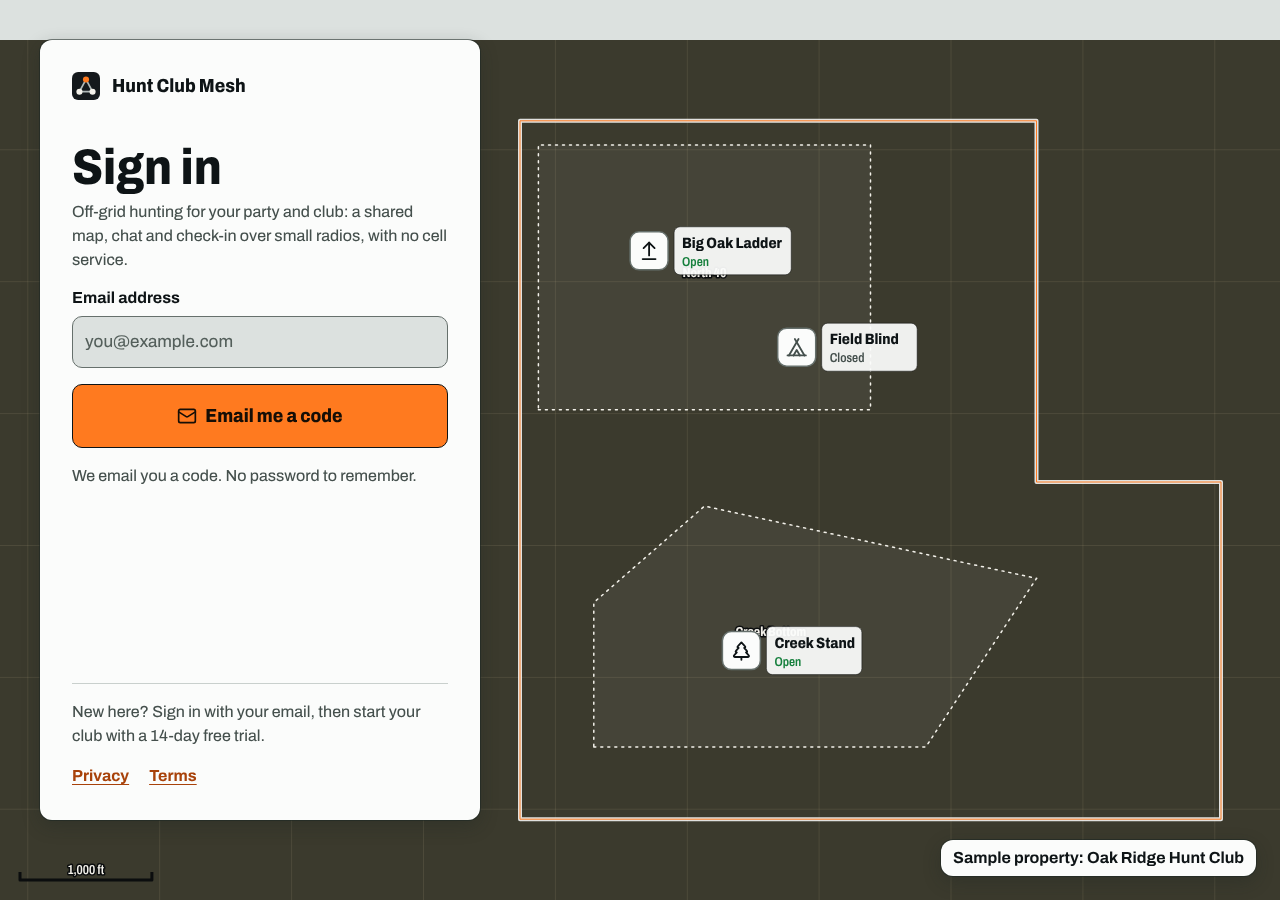 Hunt Club Mesh
Sign in
Off-grid hunting for your party and club: a shared
map, chat and check-in over small radios, with no cell
service.
Email address
you@example.com
Email me a code
We email you a code. No password to remember.
New here? Sign in with your email, then start your
club with a 14-day free trial.
Privacy Terms
Big Oak Ladder
Open
Field Blind
Closed
Creek Stand
Open
1,000 ft
Sample property: Oak Ridge Hunt Club